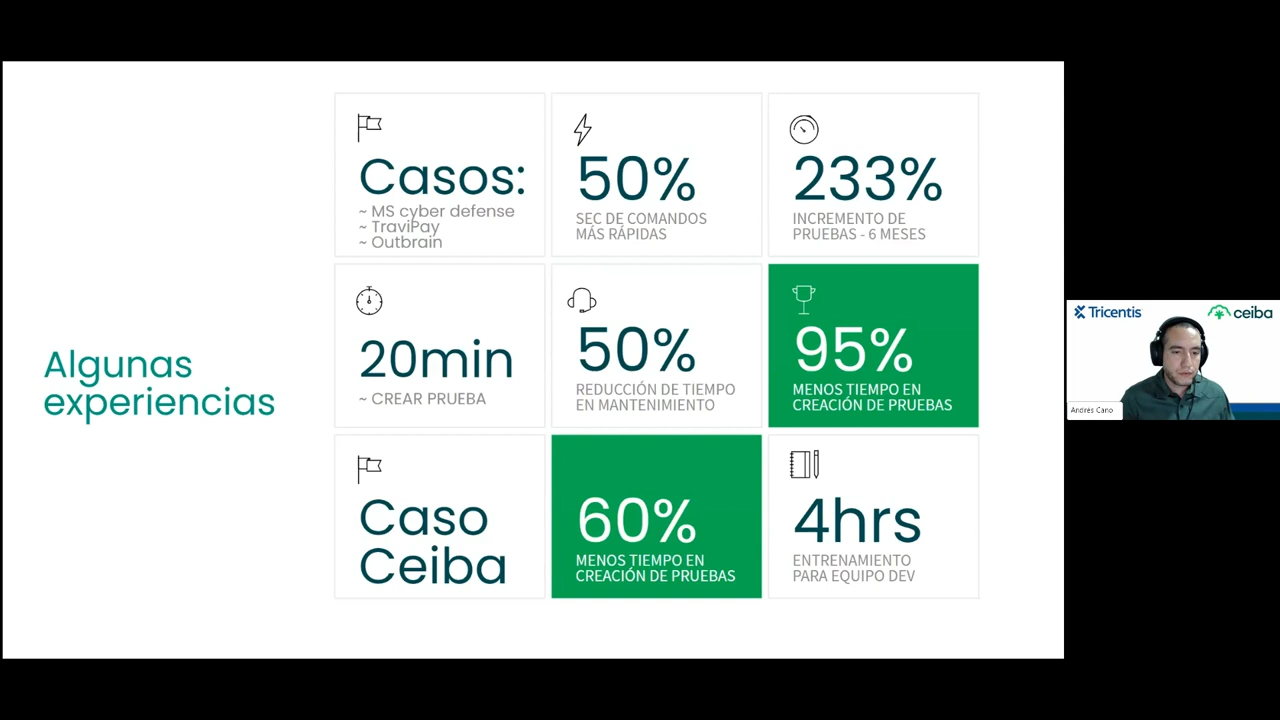 Algunas
experiencias
Casos:
~ MS cyber defense
~ TraviPay
~ Outbrain
50%
SEC DE COMANDOS
MÁS RÁPIDAS
233%
INCREMENTO DE
PRUEBAS - 6 MESES
20min
~ CREAR PRUEBA
50%
REDUCCIÓN DE TIEMPO
EN MANTENIMIENTO
95%
MENOS TIEMPO EN
CREACIÓN DE PRUEBAS
Caso
Ceiba
60%
MENOS TIEMPO EN
CREACIÓN DE PRUEBAS
4hrs
ENTRENAMIENTO
PARA EQUIPO DEV
Tricentis
ceiba
Andrés Cano